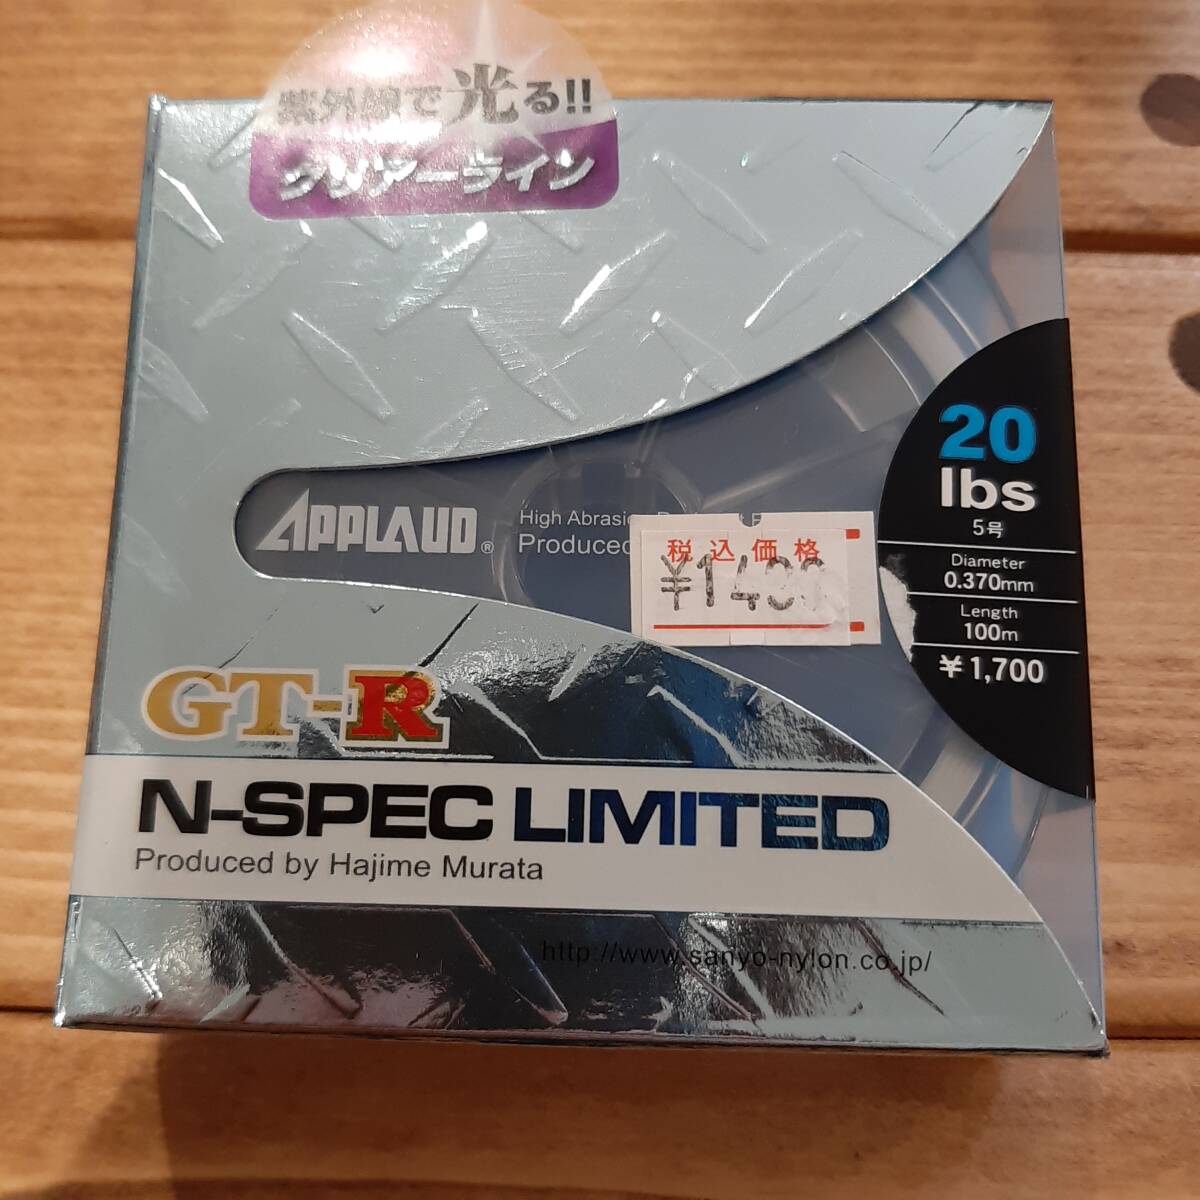 紫外線で光る!!
クリアーライン
20
lbs
5号
Diameter
0.370mm
Length
100m
¥1,700
APPLAUD®
High Abrasion
Produced
税込価格
GT-R
N-SPEC LIMITED
Produced by Hajime Murata
http://www.sanyo-nylon.co.jp/